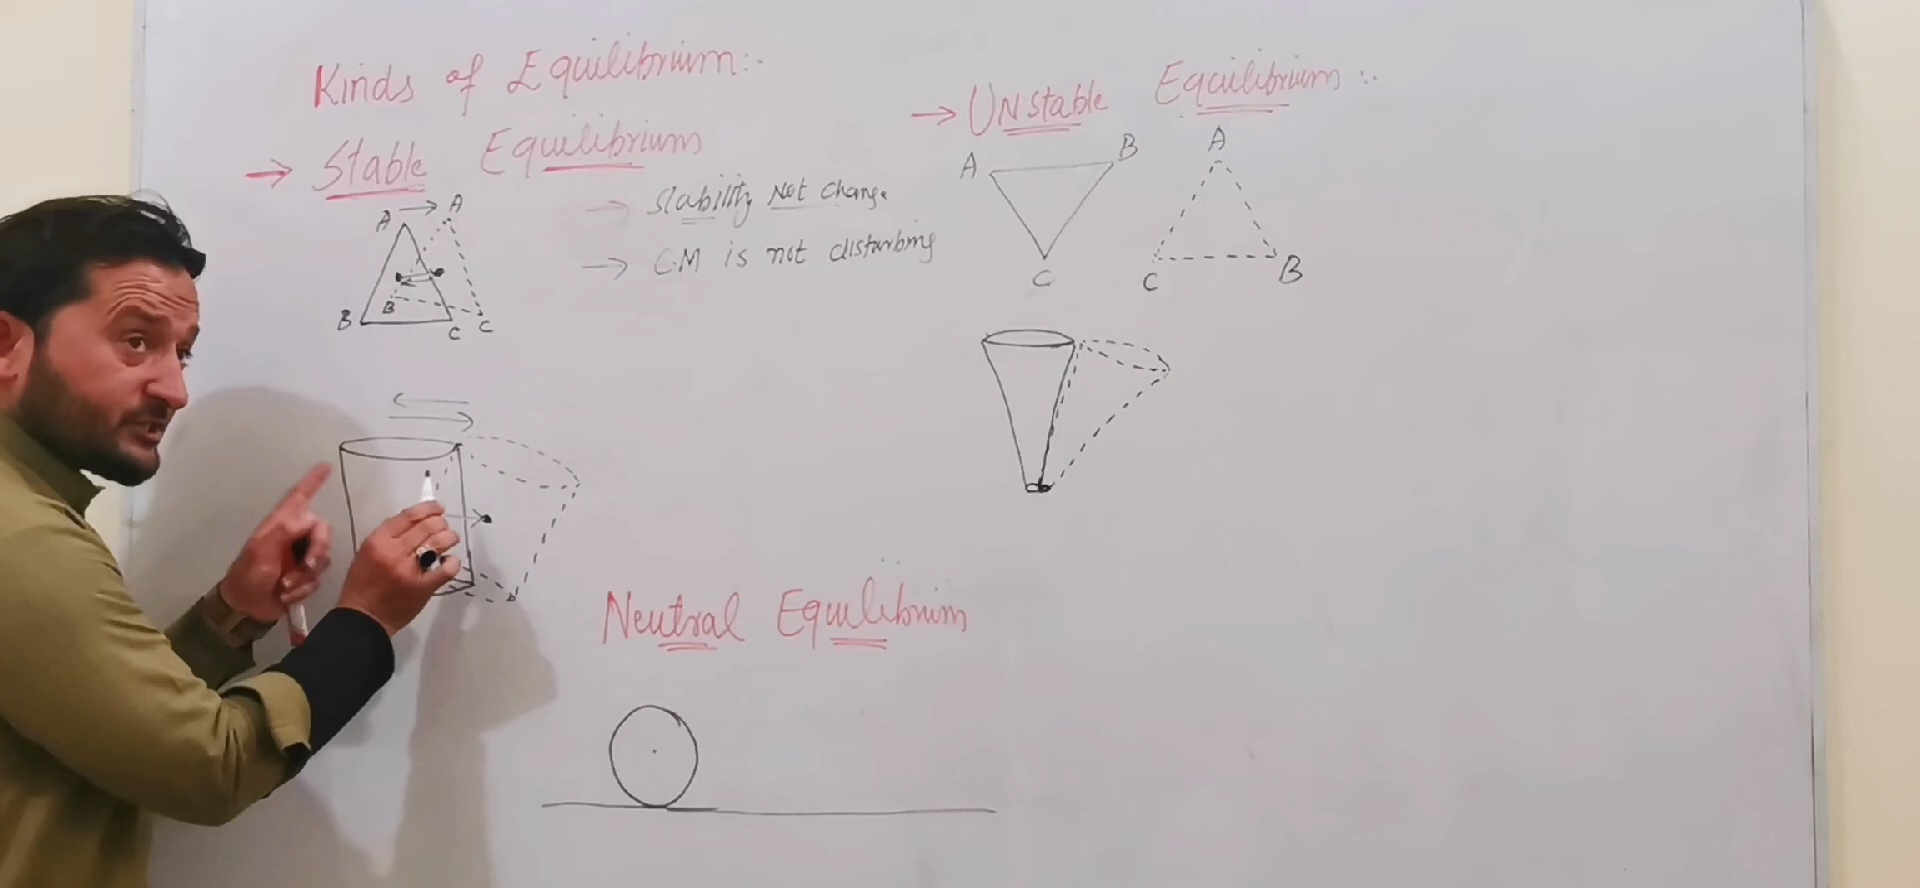 Kinds of Equilibrium:-
→ Stable Equilibrium
→ Stability Not change.
→ C.M is not disturbing
A → A
B
B C C
→ UNstable Equilibrium :-
A B
C
A
C B
Neutral Equilibrium